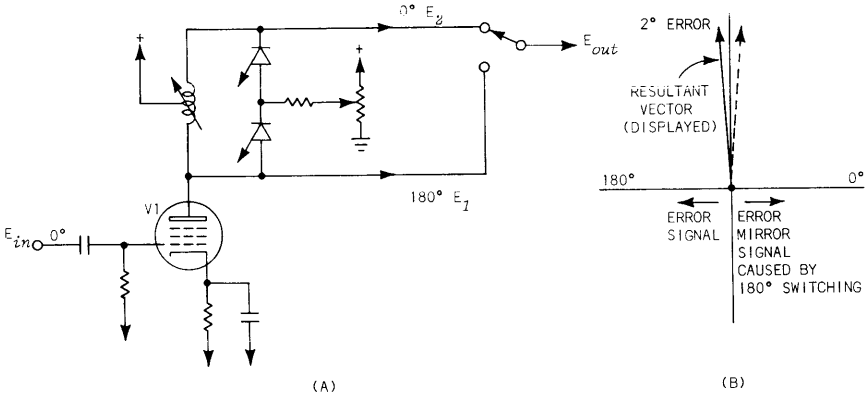 0° E2
+
+
Eout
180° E1
V1
Ein 0°
(A)
2° ERROR
RESULTANT
VECTOR
(DISPLAYED)
180°
0°
ERROR
SIGNAL
ERROR
MIRROR
SIGNAL
CAUSED BY
180° SWITCHING
(B)